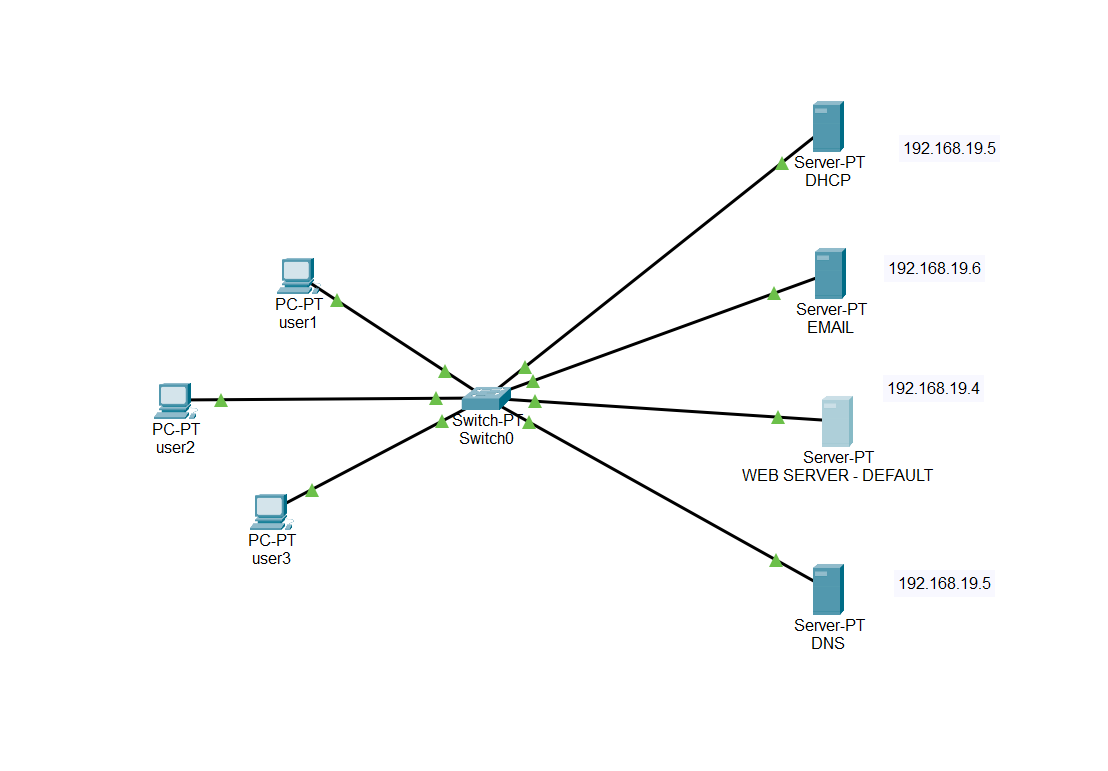 Server-PT
DHCP
192.168.19.5
Server-PT
EMAIL
192.168.19.6
PC-PT
user1
192.168.19.4
PC-PT
user2
Switch-PT
Switch0
Server-PT
WEB SERVER - DEFAULT
PC-PT
user3
192.168.19.5
Server-PT
DNS